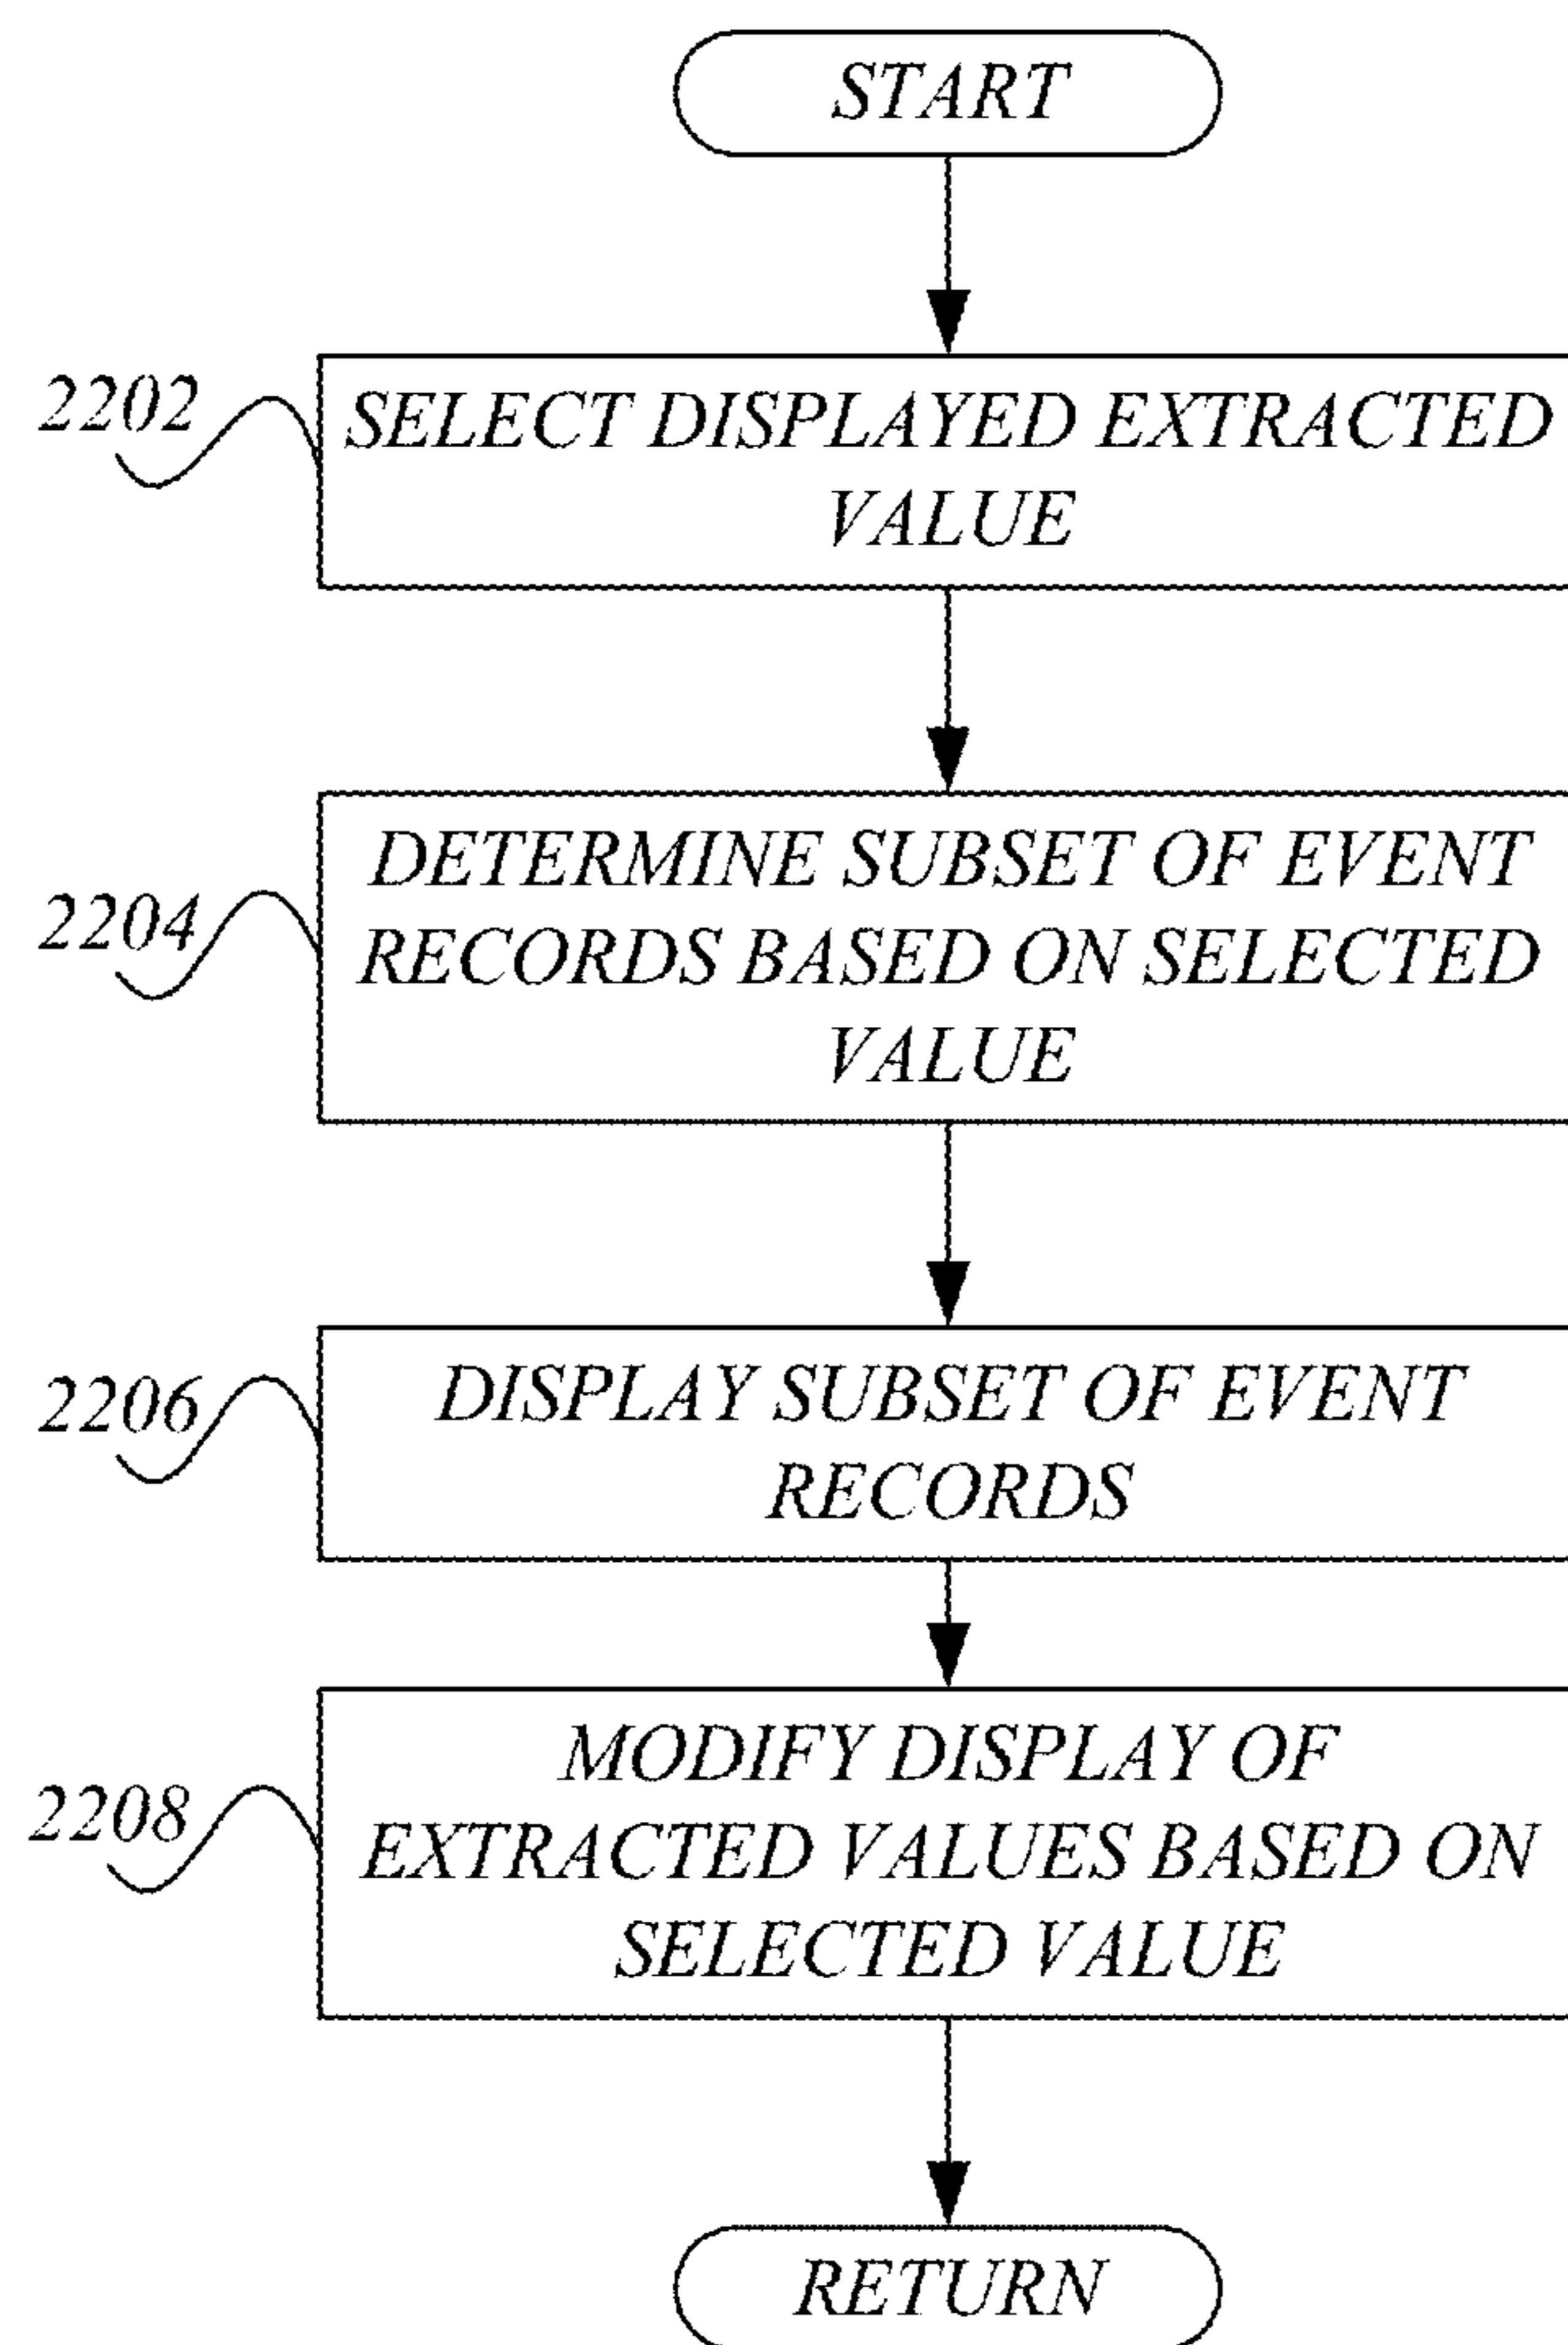 START
2202
SELECT DISPLAYED EXTRACTED
VALUE
2204
DETERMINE SUBSET OF EVENT
RECORDS BASED ON SELECTED
VALUE
2206
DISPLAY SUBSET OF EVENT
RECORDS
2208
MODIFY DISPLAY OF
EXTRACTED VALUES BASED ON
SELECTED VALUE
RETURN